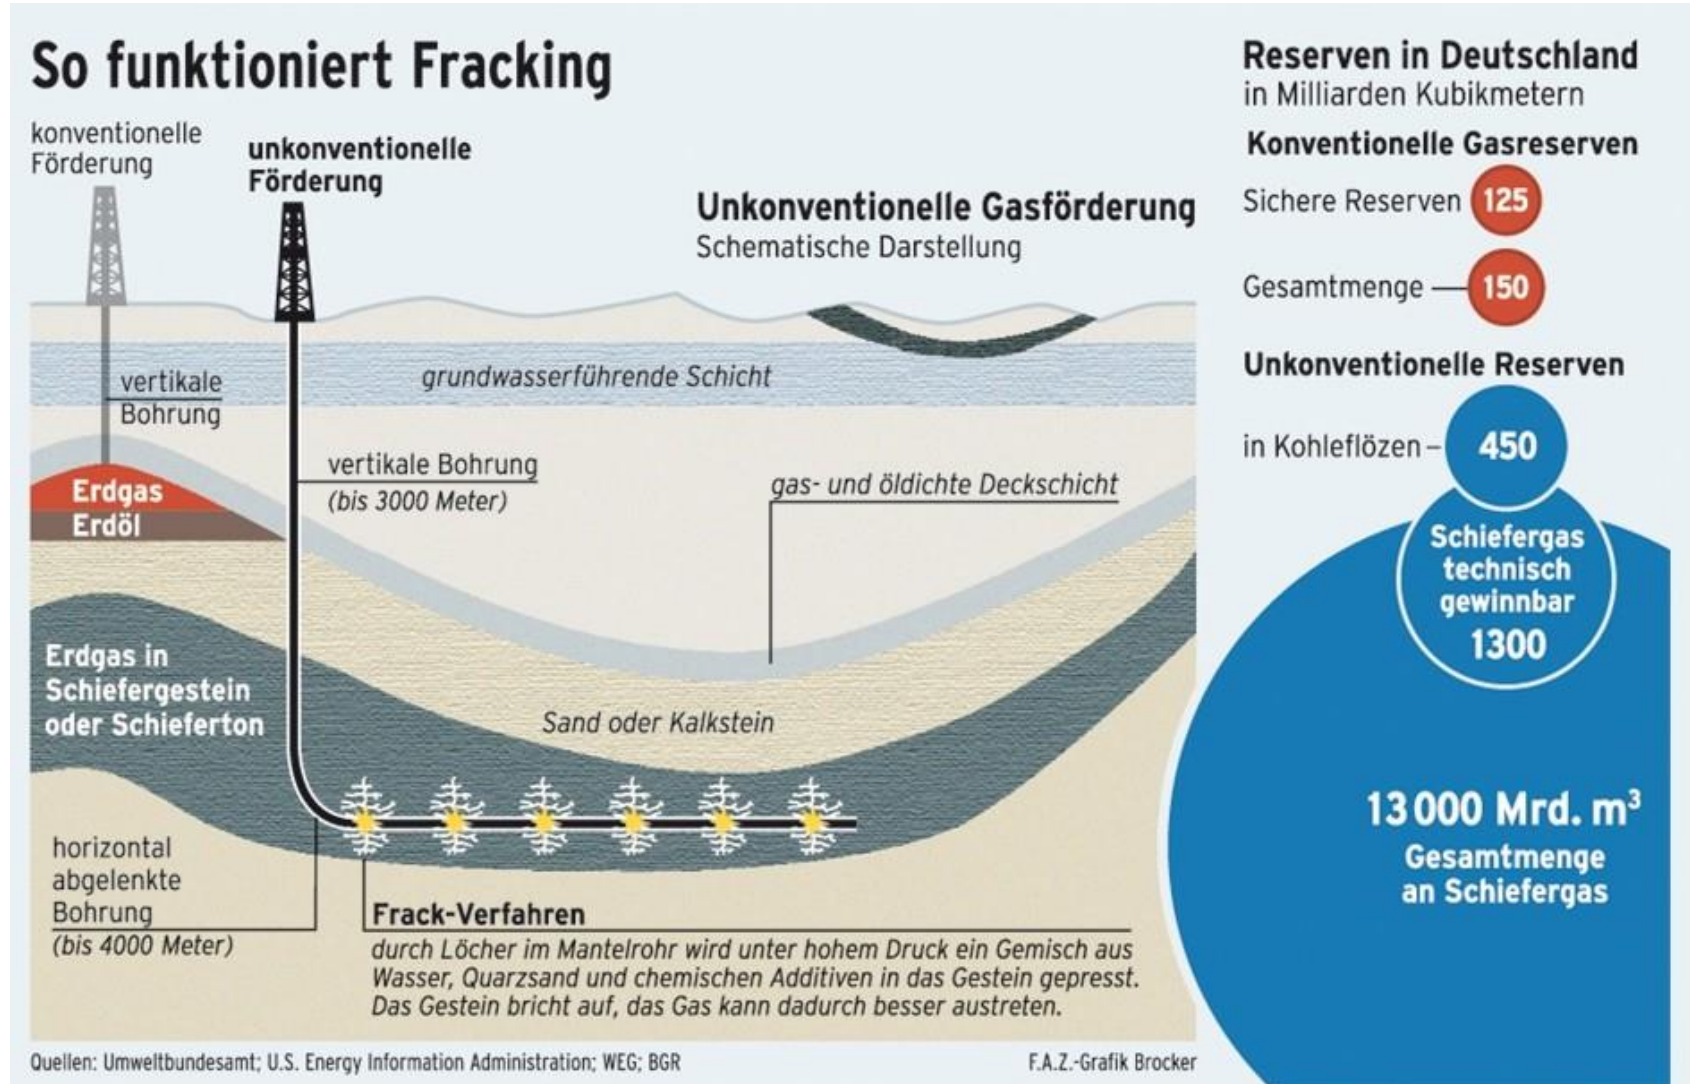 So funktioniert Fracking
konventionelle
Förderung
unkonventionelle
Förderung
Unkonventionelle Gasförderung
Schematische Darstellung
vertikale
Bohrung
grundwasserführende Schicht
vertikale Bohrung
(bis 3000 Meter)
gas- und öldichte Deckschicht
Erdgas
Erdöl
Erdgas in
Schiefergestein
oder Schieferton
Sand oder Kalkstein
horizontal
abgelenkte
Bohrung
(bis 4000 Meter)
Frack-Verfahren
durch Löcher im Mantelrohr wird unter hohem Druck ein Gemisch aus
Wasser, Quarzsand und chemischen Additiven in das Gestein gepresst.
Das Gestein bricht auf, das Gas kann dadurch besser austreten.
Reserven in Deutschland
in Milliarden Kubikmetern
Konventionelle Gasreserven
Sichere Reserven 125
Gesamtmenge 150
Unkonventionelle Reserven
in Kohleflözen 450
Schiefergas
technisch
gewinnbar
1300
13 000 Mrd. m³
Gesamtmenge
an Schiefergas
Quellen: Umweltbundesamt; U.S. Energy Information Administration; WEG; BGR
F.A.Z.-Grafik Brocker